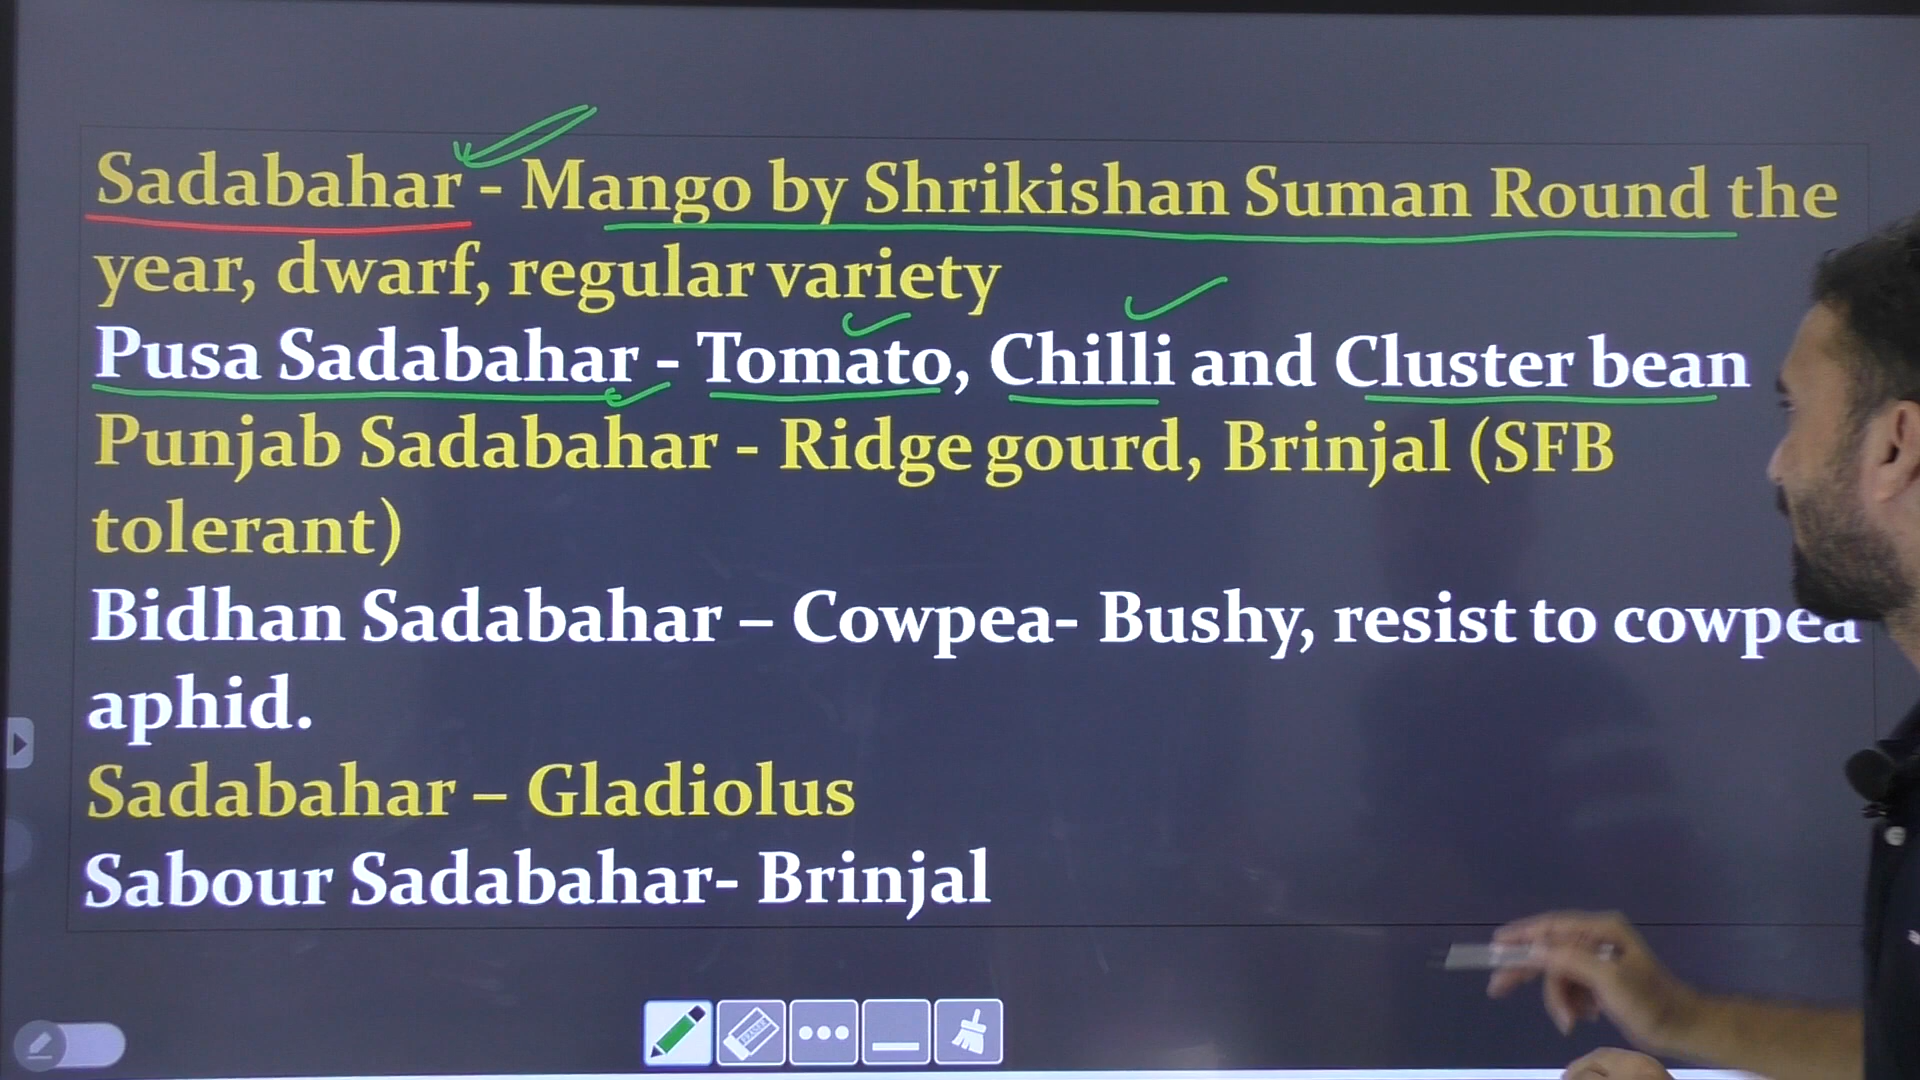 Sadabahar - Mango by Shrikishan Suman Round the
year, dwarf, regular variety
Pusa Sadabahar - Tomato, Chilli and Cluster bean
Punjab Sadabahar - Ridge gourd, Brinjal (SFB
tolerant)
Bidhan Sadabahar – Cowpea- Bushy, resist to cowpea
aphid.
Sadabahar – Gladiolus
Sabour Sadabahar- Brinjal
ERASER